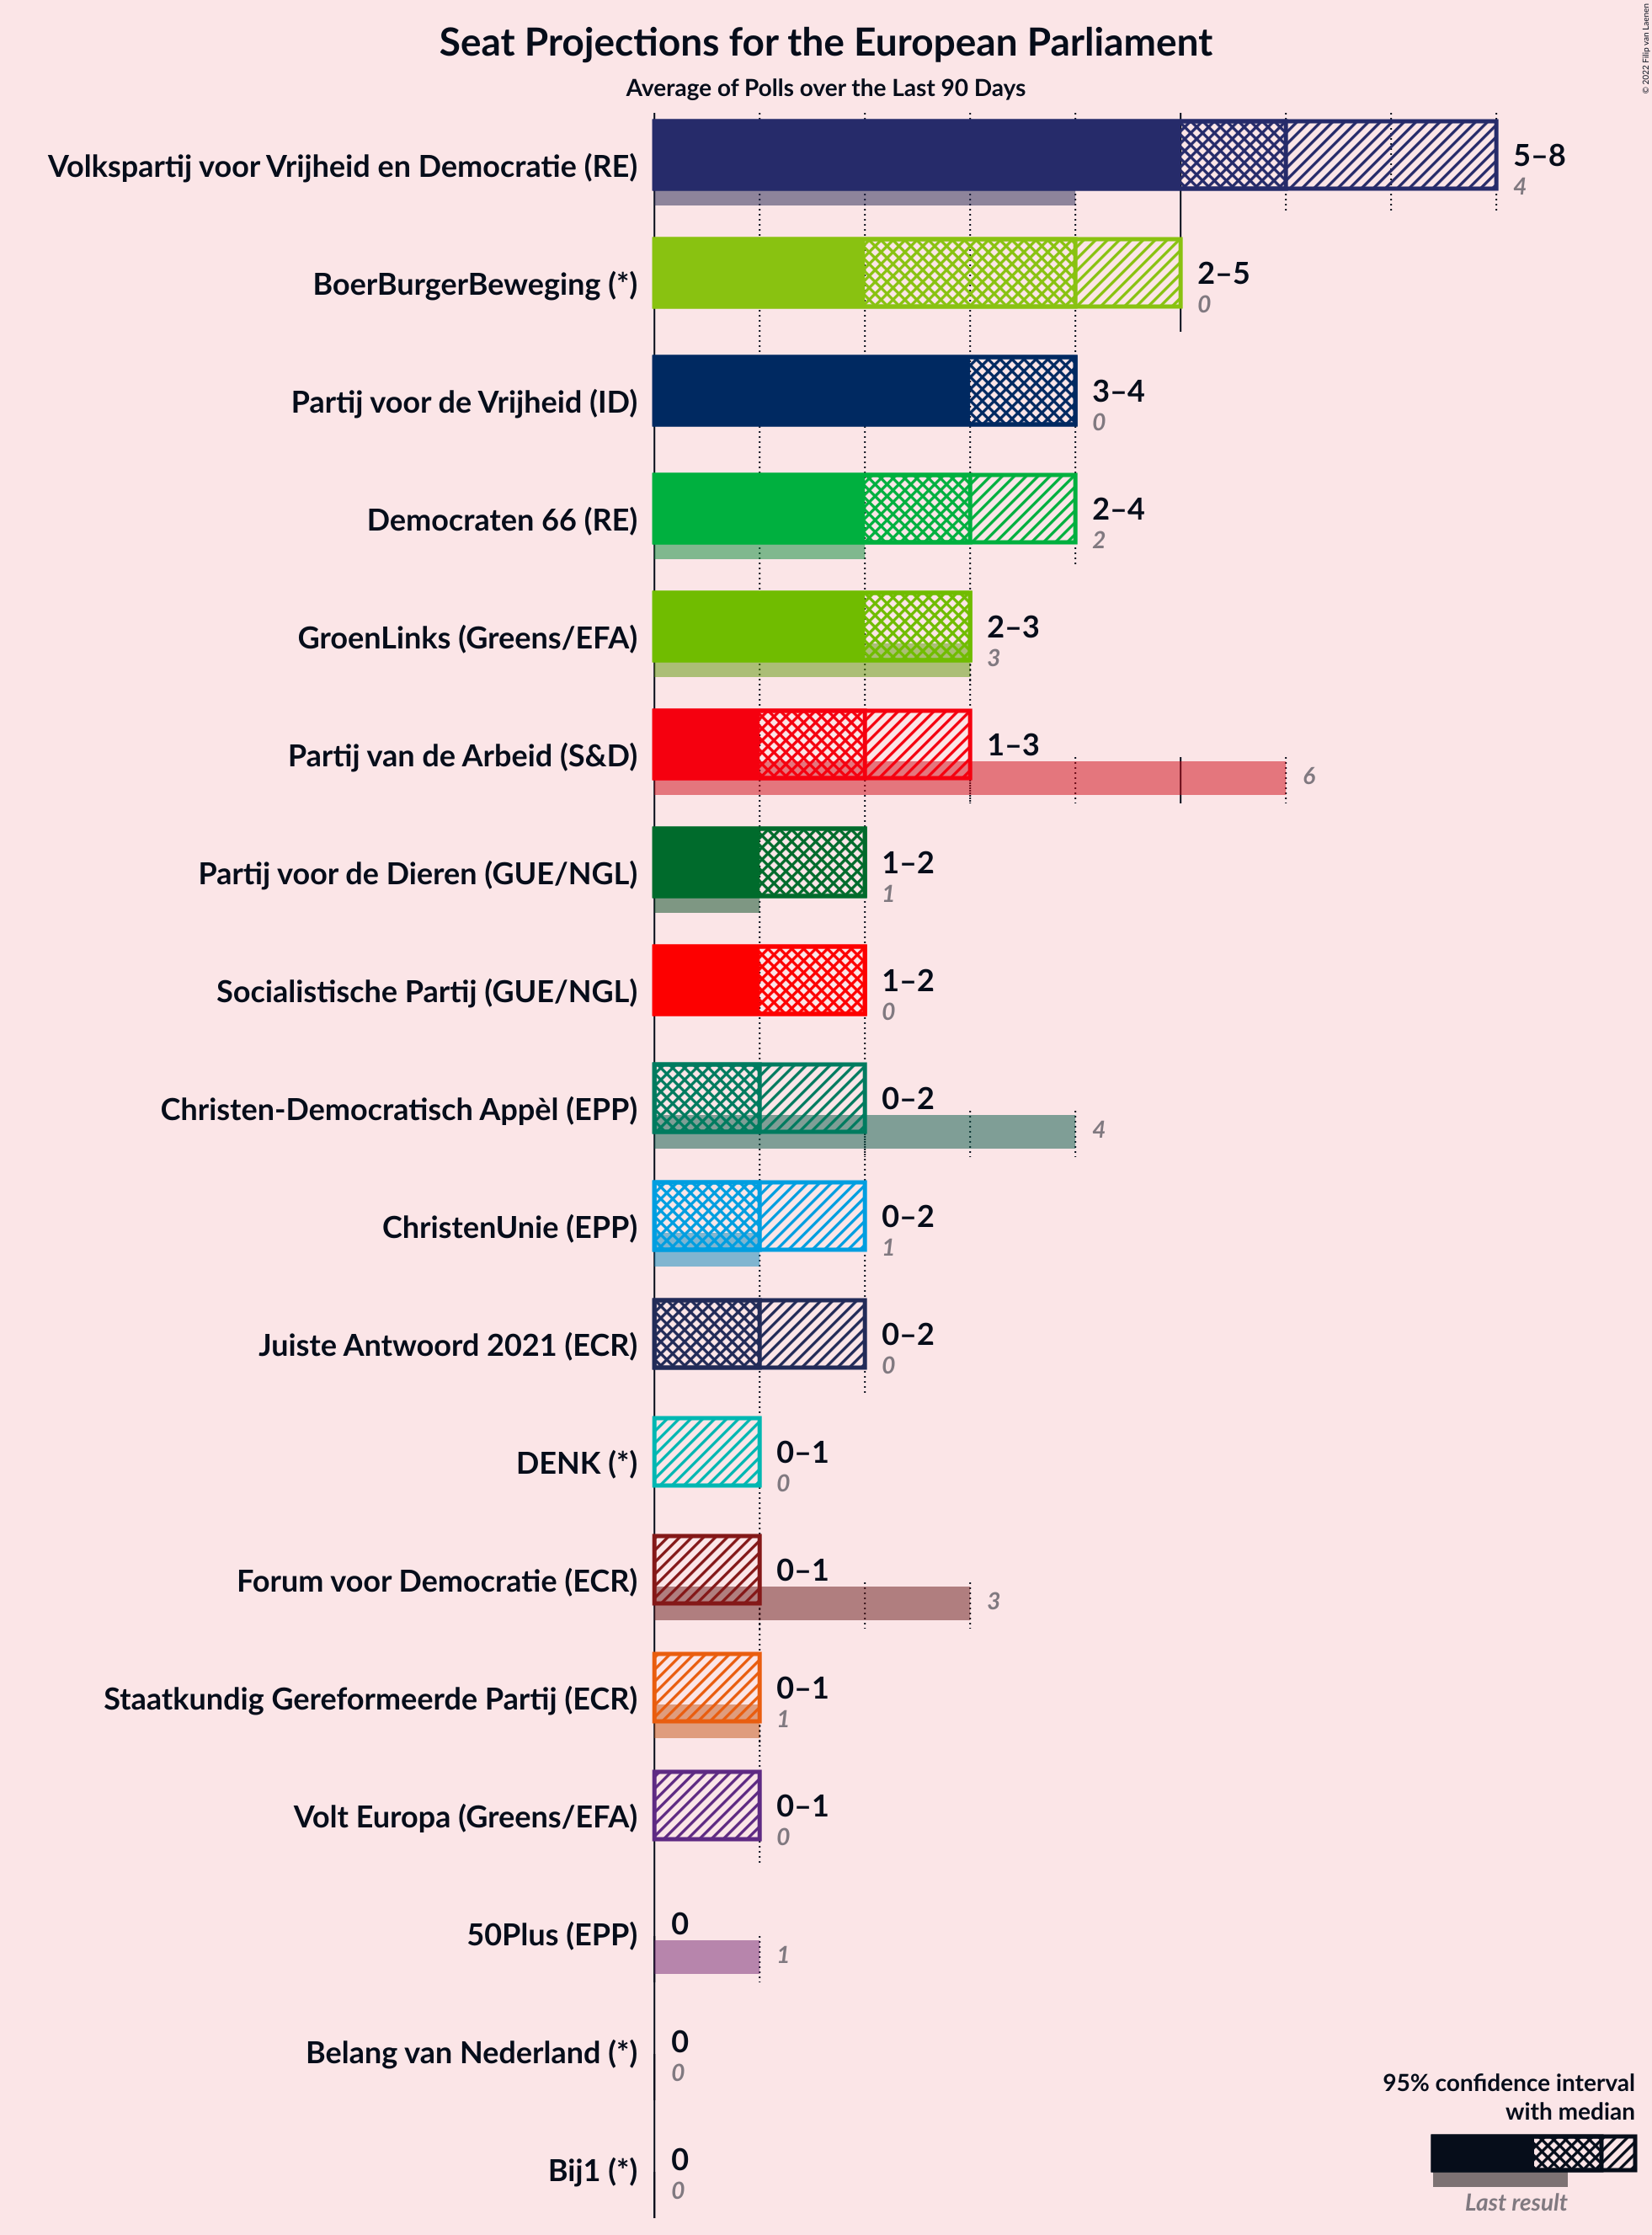 Seat Projections for the European Parliament
Average of Polls over the Last 90 Days
© 2022 Filip van Laenen
Volkspartij voor Vrijheid en Democratie (RE)
5–8
4
BoerBurgerBeweging (*)
2–5
0
Partij voor de Vrijheid (ID)
3–4
0
Democraten 66 (RE)
2–4
2
GroenLinks (Greens/EFA)
2–3
3
Partij van de Arbeid (S&D)
1–3
6
Partij voor de Dieren (GUE/NGL)
1–2
1
Socialistische Partij (GUE/NGL)
1–2
0
Christen-Democratisch Appèl (EPP)
0–2
4
ChristenUnie (EPP)
0–2
1
Juiste Antwoord 2021 (ECR)
0–2
0
DENK (*)
0–1
0
Forum voor Democratie (ECR)
0–1
3
Staatkundig Gereformeerde Partij (ECR)
0–1
1
Volt Europa (Greens/EFA)
0–1
0
50Plus (EPP)
0
1
Belang van Nederland (*)
0
0
Bij1 (*)
0
0
95% confidence interval
with median
Last result